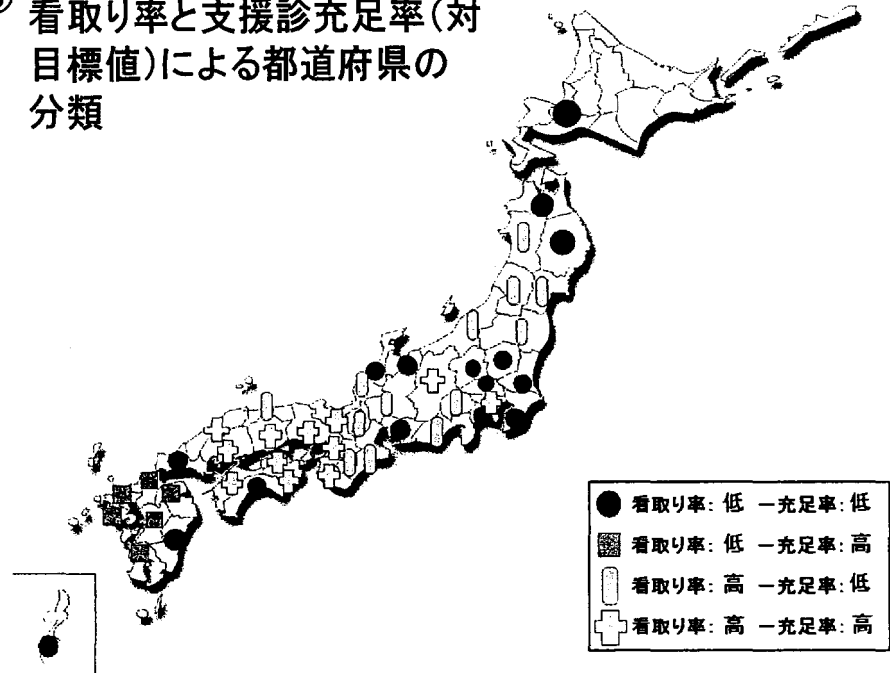 看取り率と支援診充足率(対
目標値)による都道府県の
分類
看取り率: 低 ー充足率: 低
看取り率: 低 ー充足率: 高
看取り率: 高 ー充足率: 低
看取り率: 高 ー充足率: 高